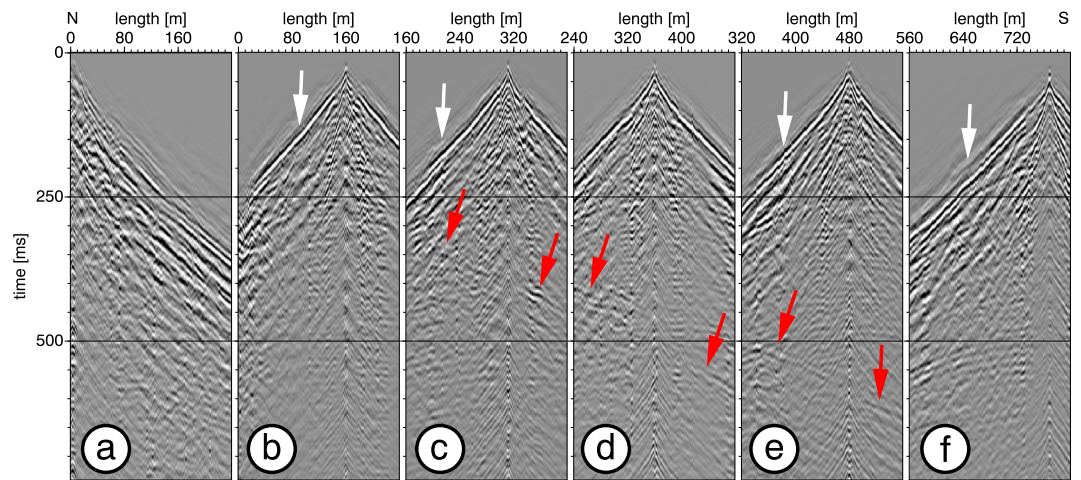 N length [m] length [m] length [m] length [m] length [m] length [m] S
0 80 160 0 80 160 160 240 320 240 320 400 320 400 480 560 560 640 720
0
250
500
time [ms]
a b c d e f